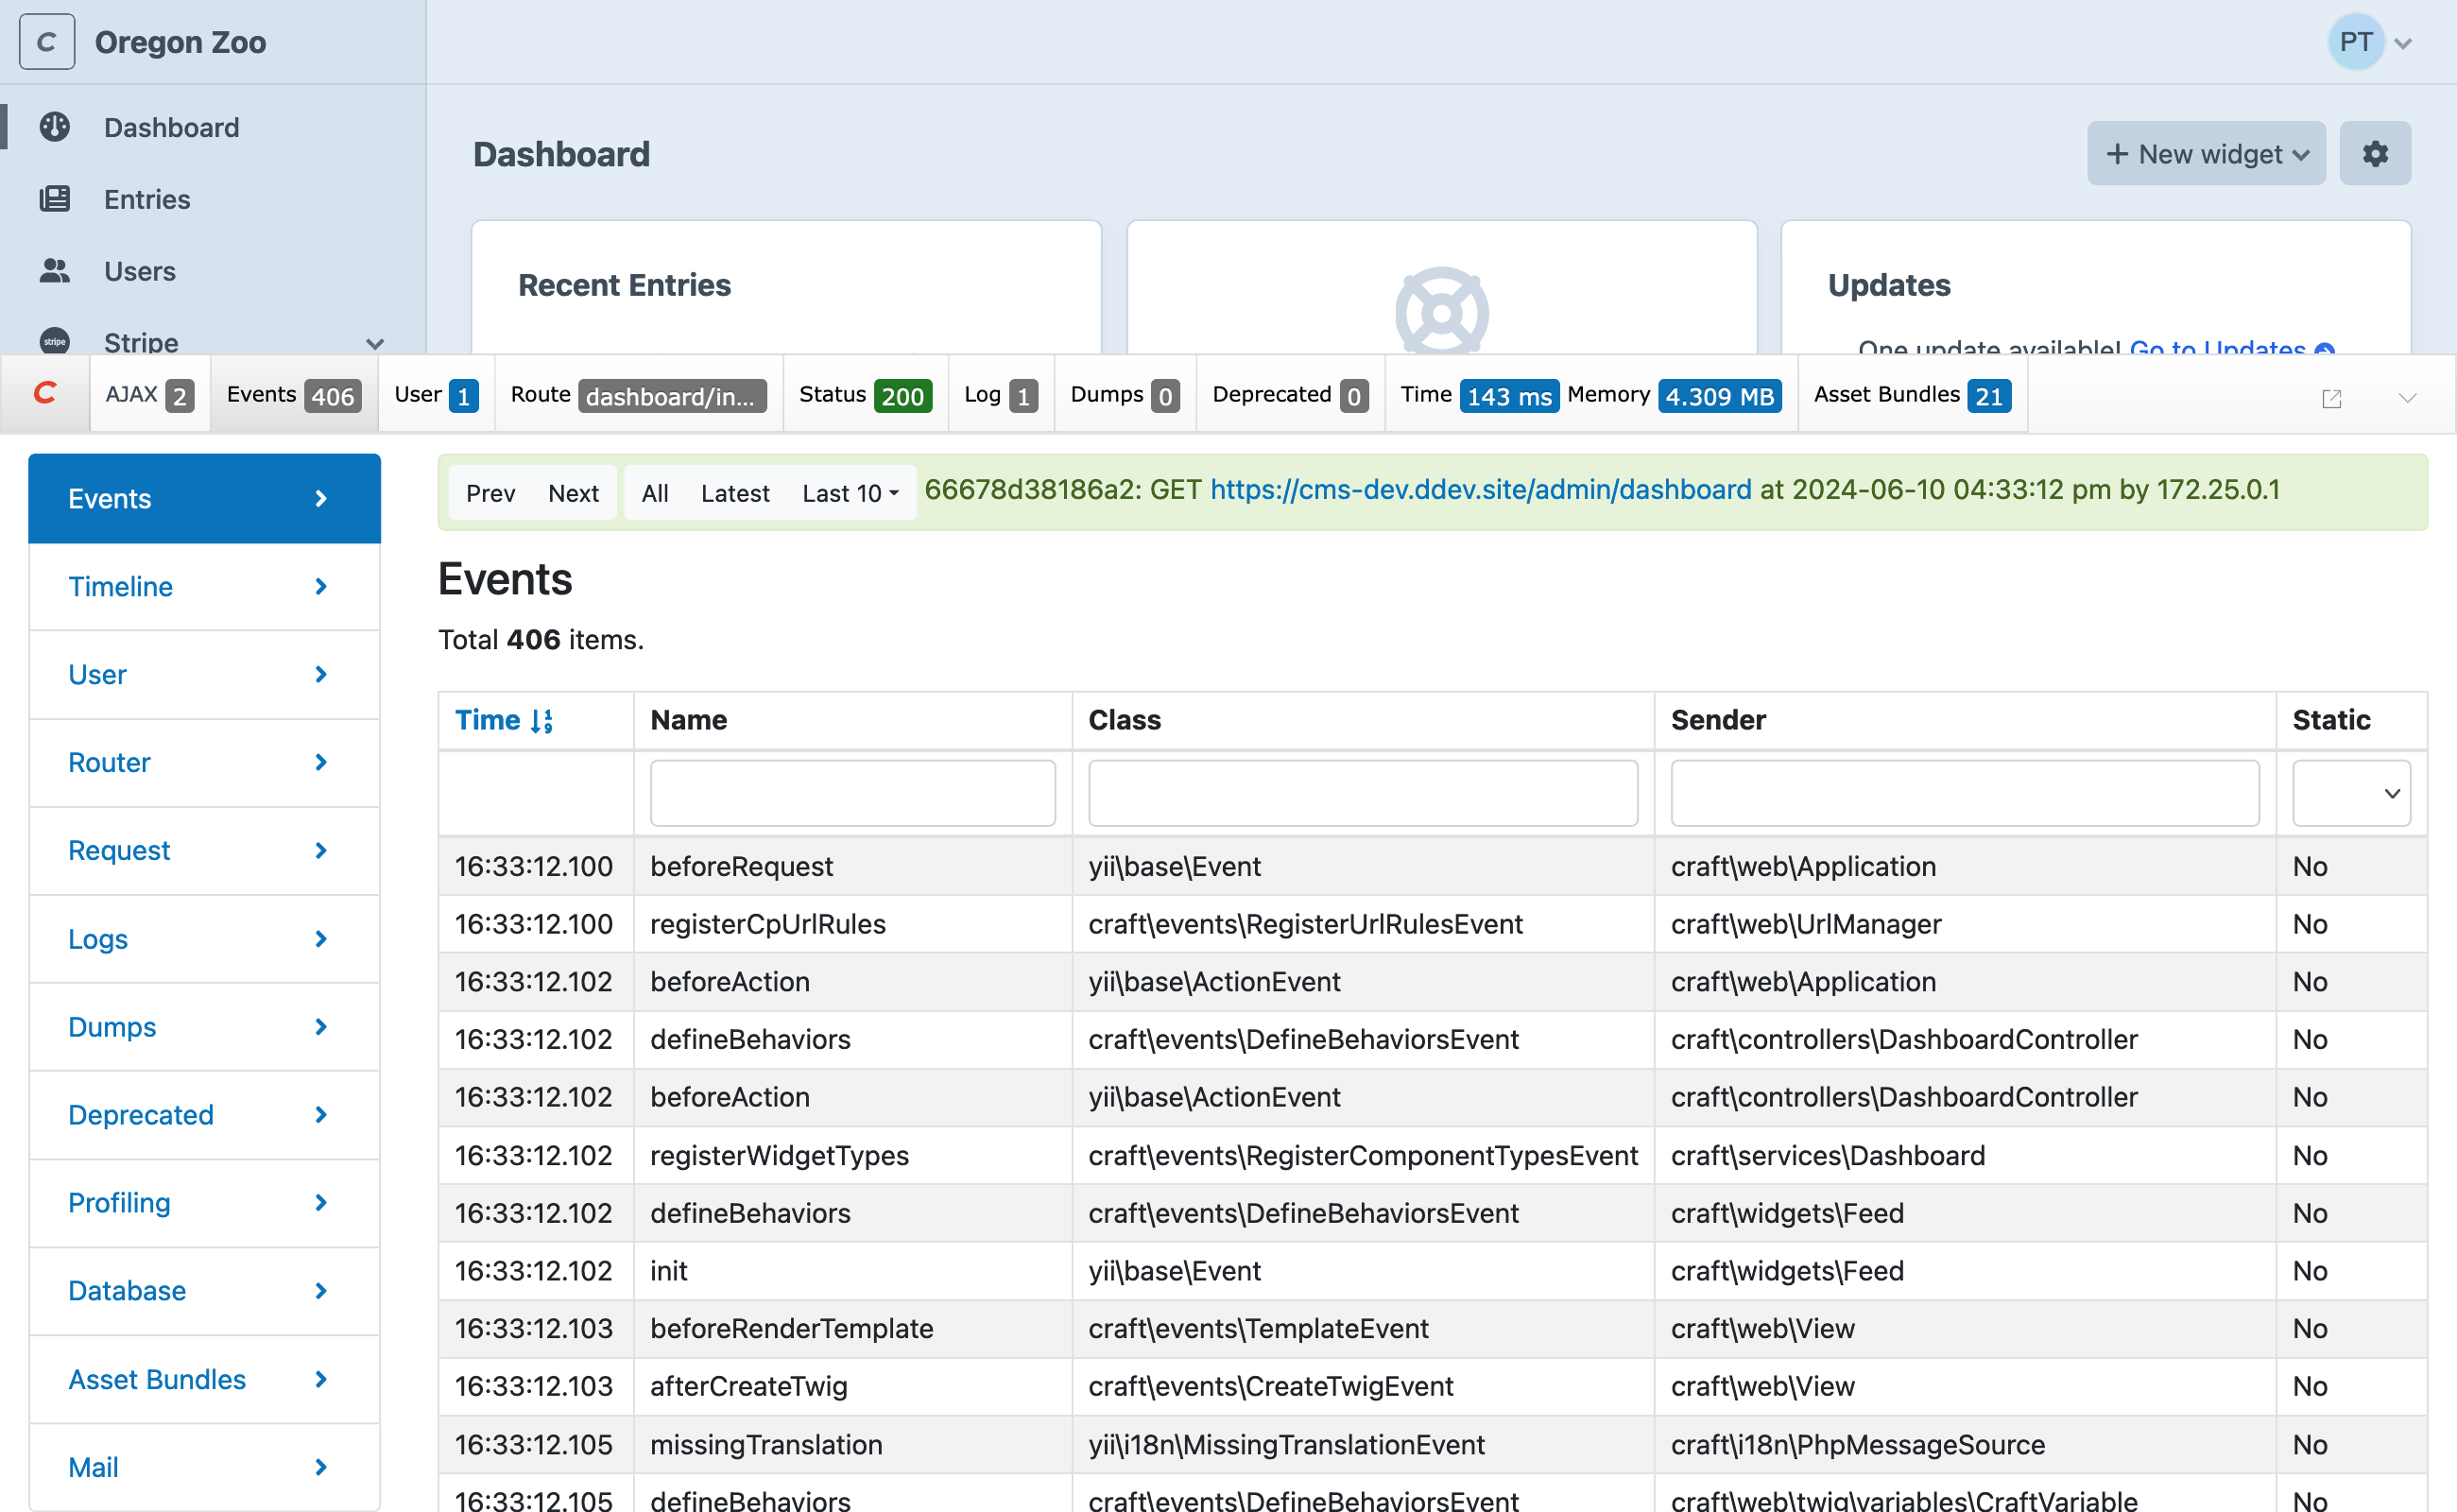 C Oregon Zoo
PT
Dashboard
Entries
Users
stripe Stripe
Dashboard
+ New widget
Recent Entries
Updates
One update available! Go to Updates
C AJAX 2 Events 406 User 1 Route dashboard/in... Status 200 Log 1 Dumps 0 Deprecated 0 Time 143 ms Memory 4.309 MB Asset Bundles 21
Events
Timeline
User
Router
Request
Logs
Dumps
Deprecated
Profiling
Database
Asset Bundles
Mail
Prev Next All Latest Last 10 66678d38186a2: GET https://cms-dev.ddev.site/admin/dashboard at 2024-06-10 04:33:12 pm by 172.25.0.1
Events
Total 406 items.
Time Name Class Sender Static
16:33:12.100 beforeRequest yii\base\Event craft\web\Application No
16:33:12.100 registerCpUrlRules craft\events\RegisterUrlRulesEvent craft\web\UrlManager No
16:33:12.102 beforeAction yii\base\ActionEvent craft\web\Application No
16:33:12.102 defineBehaviors craft\events\DefineBehaviorsEvent craft\controllers\DashboardController No
16:33:12.102 beforeAction yii\base\ActionEvent craft\controllers\DashboardController No
16:33:12.102 registerWidgetTypes craft\events\RegisterComponentTypesEvent craft\services\Dashboard No
16:33:12.102 defineBehaviors craft\events\DefineBehaviorsEvent craft\widgets\Feed No
16:33:12.102 init yii\base\Event craft\widgets\Feed No
16:33:12.103 beforeRenderTemplate craft\events\TemplateEvent craft\web\View No
16:33:12.103 afterCreateTwig craft\events\CreateTwigEvent craft\web\View No
16:33:12.105 missingTranslation yii\i18n\MissingTranslationEvent craft\i18n\PhpMessageSource No
16:33:12.105 defineBehaviors craft\events\DefineBehaviorsEvent craft\web\twig\variables\CraftVariable No